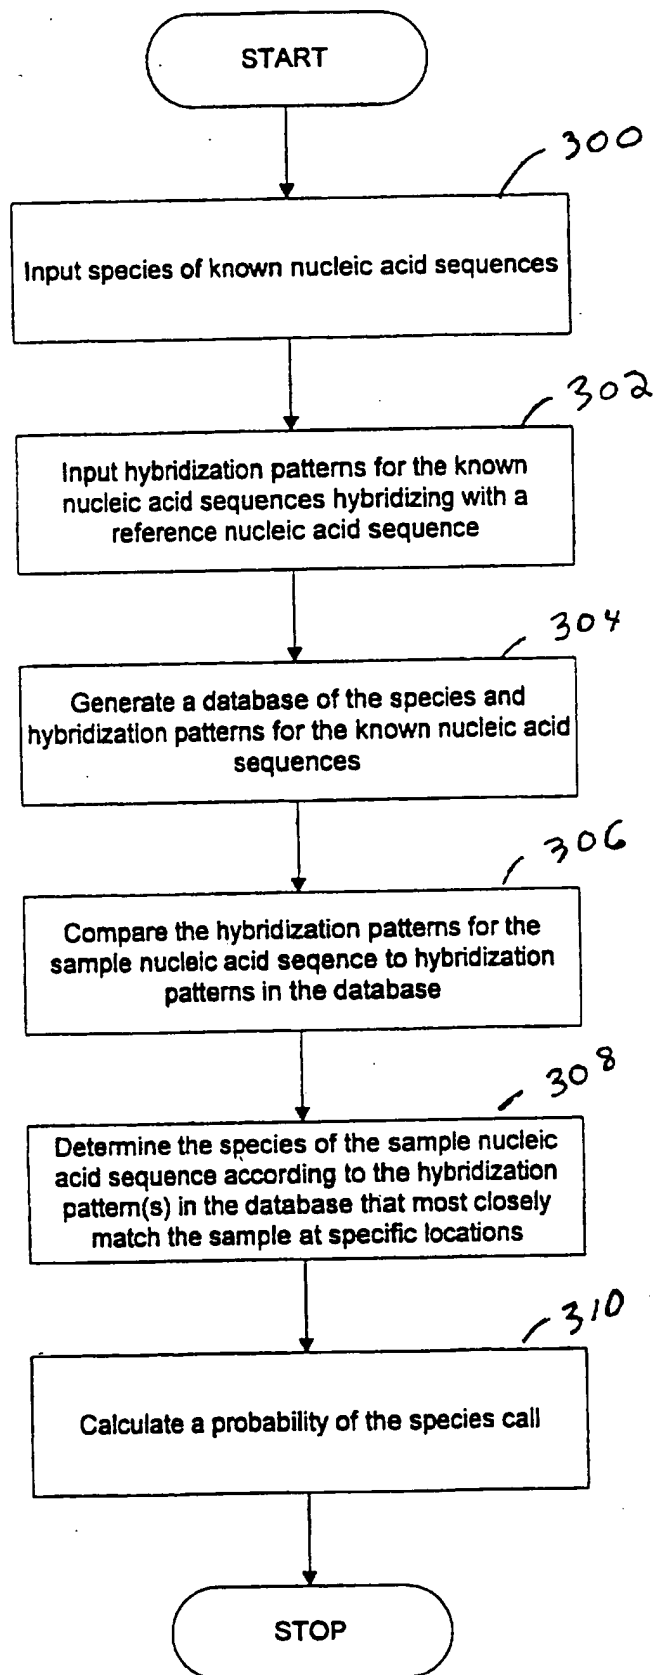 START
300
Input species of known nucleic acid sequences
302
Input hybridization patterns for the known
nucleic acid sequences hybridizing with a
reference nucleic acid sequence
304
Generate a database of the species and
hybridization patterns for the known nucleic acid
sequences
306
Compare the hybridization patterns for the
sample nucleic acid seqence to hybridization
patterns in the database
308
Determine the species of the sample nucleic
acid sequence according to the hybridization
pattern(s) in the database that most closely
match the sample at specific locations
310
Calculate a probability of the species call
STOP